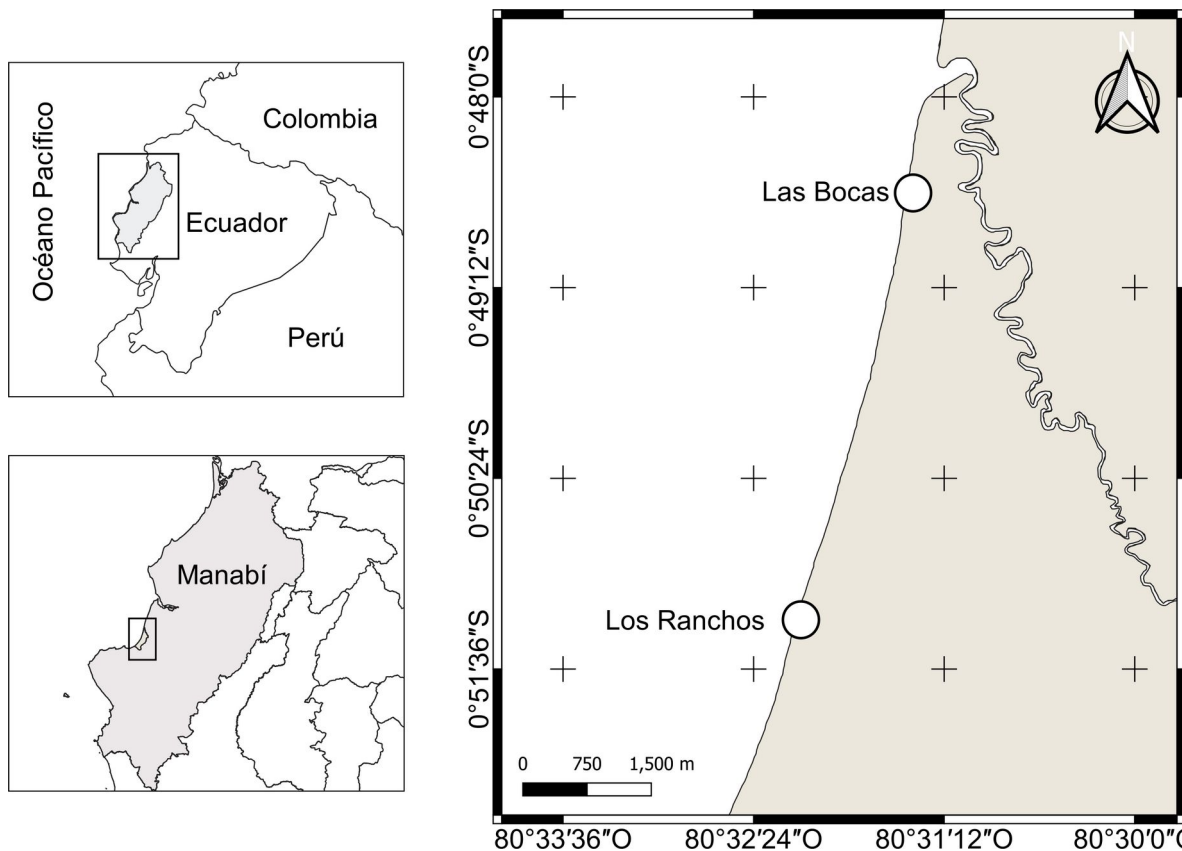 Océano Pacífico
Colombia
Ecuador
Perú
Manabí
N
0°48′0″S
0°49′12″S
0°50′24″S
0°51′36″S
Las Bocas
Los Ranchos
0 750 1,500 m
80°33′36″O 80°32′24″O 80°31′12″O 80°30′0″O